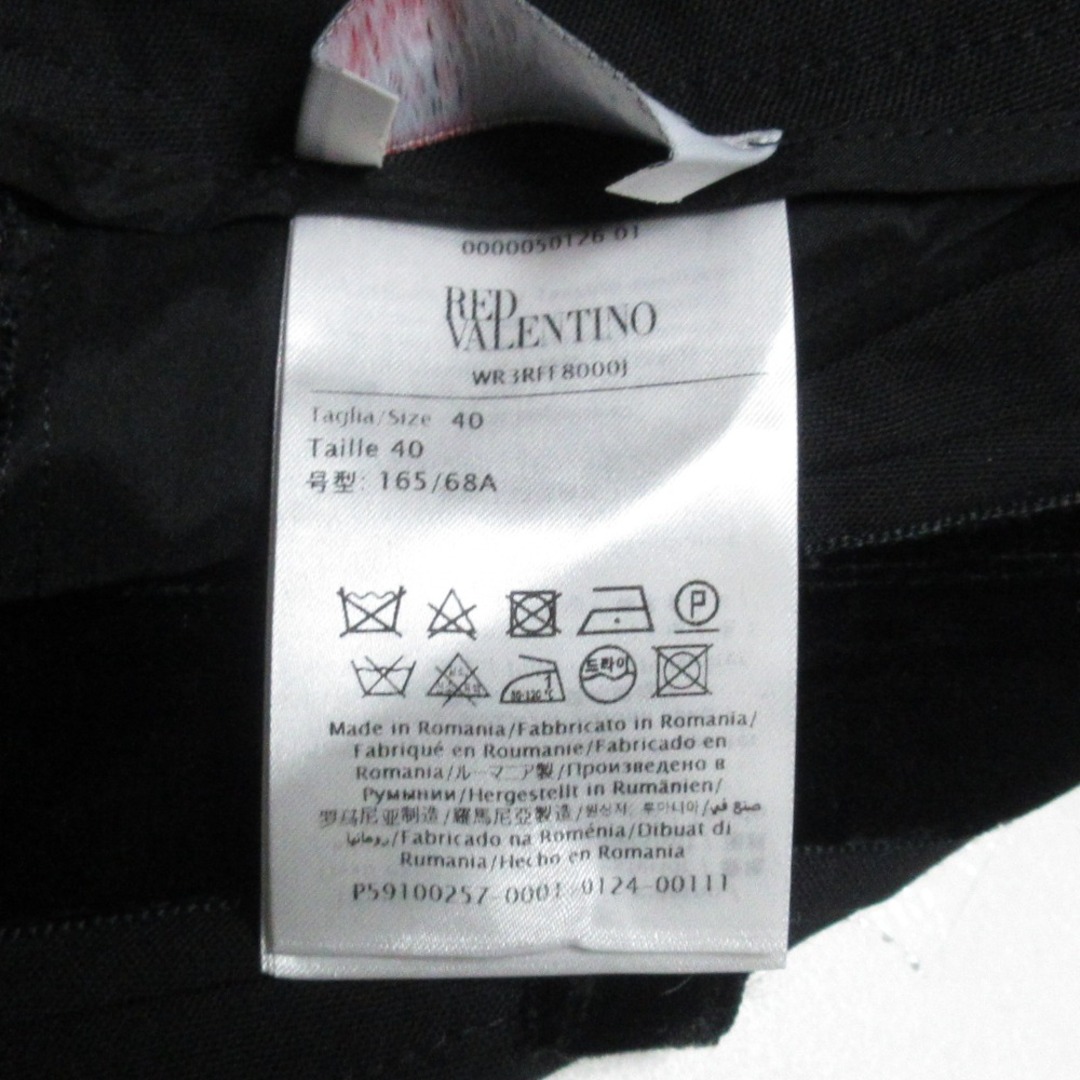 0000050126 01
RED
VALENTINO
WR3RFF8000J
Taglia/Size 40
Taille 40
号型: 165/68A
P
드라이
80-120℃
Made in Romania/Fabbricato in Romania/
Fabriqué en Roumanie/Fabricado en
Romania/ルーマニア製/Произведено в
Румынии/Hergestellt in Rumänien/
罗马尼亚制造/羅馬尼亞製造/원산지: 루마니아/صنع في
رومانيا/Fabricado na Roménia/Dibuat di
Rumania/Hecho en Romania
P59100257-0001 0124-00111